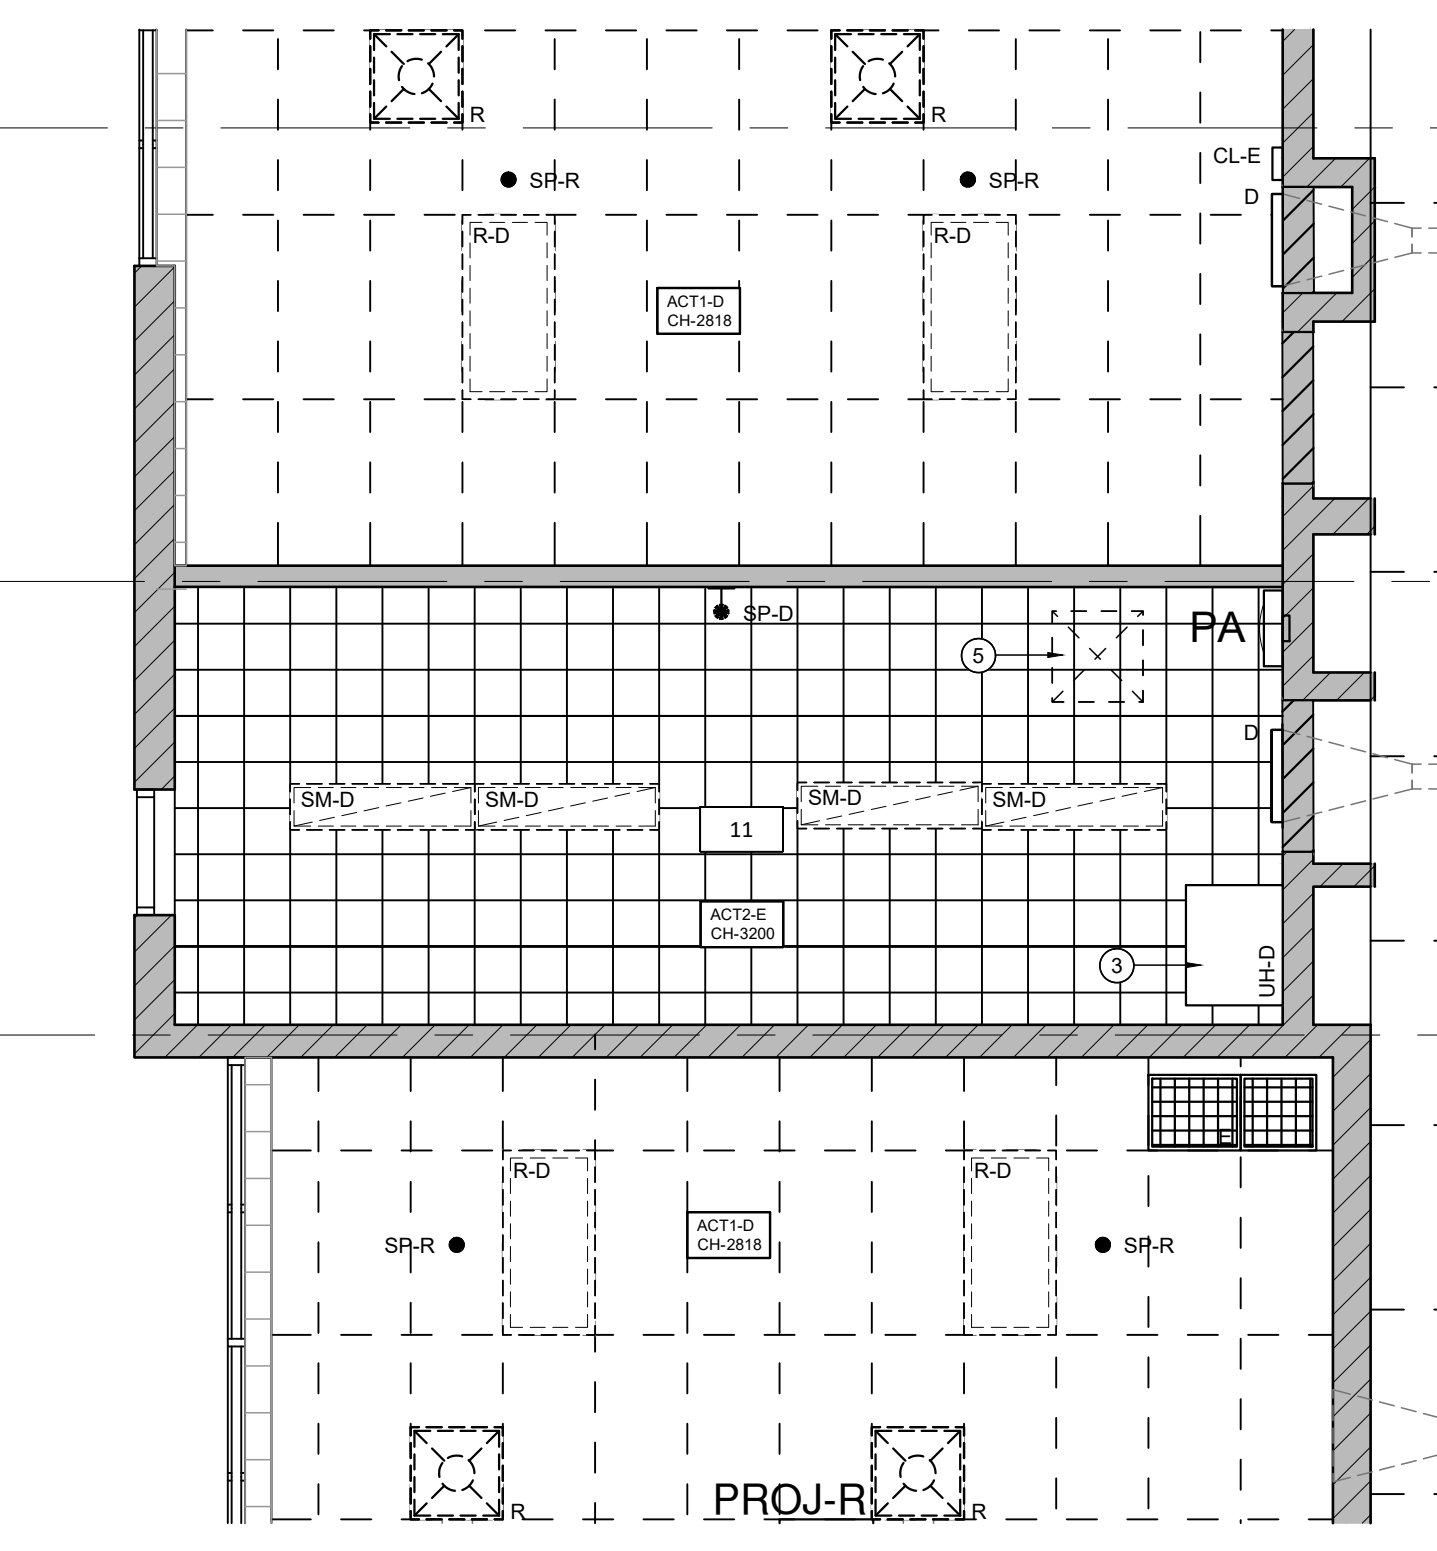 R
R
CL-E
SP-R
SP-R
D
R-D
R-D
ACT1-D
CH-2818
SP-D
PA
5
D
SM-D
SM-D
SM-D
SM-D
11
ACT2-E
CH-3200
3
UH-D
E
R-D
R-D
ACT1-D
CH-2818
SP-R
SP-R
PROJ-R
R
R